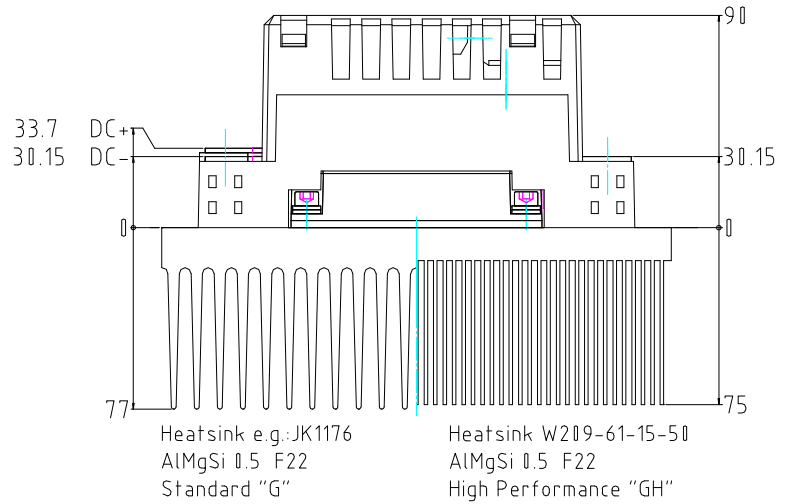 90
33.7 DC+
30.15 DC-
30.15
0
0
77
75
Heatsink e.g.:JK1176
AlMgSi 0.5 F22
Standard "G"
Heatsink W209-61-15-50
AlMgSi 0.5 F22
High Performance "GH"